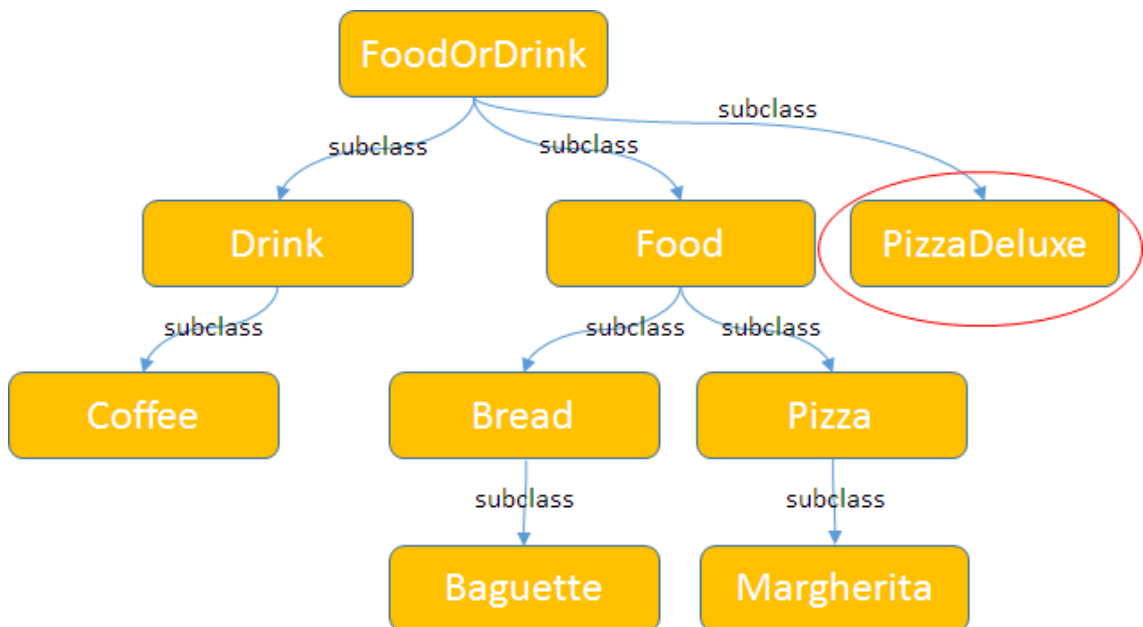 FoodOrDrink
subclass
subclass
subclass
Drink
Food
PizzaDeluxe
subclass
subclass
subclass
Coffee
Bread
Pizza
subclass
subclass
Baguette
Margherita